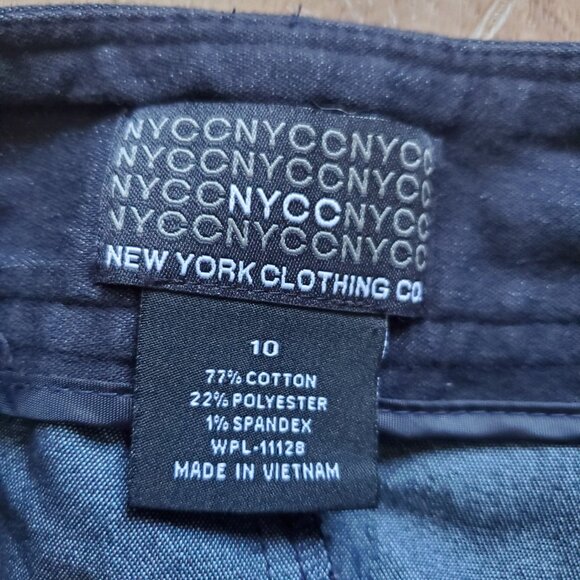 NYCCNYCCNYCC
NYCCNYCCNYCC
NYCCNYCCNYCC
NYCCNYCCNYCC
NEW YORK CLOTHING CO.
10
77% COTTON
22% POLYESTER
1% SPANDEX
WPL-11128
MADE IN VIETNAM